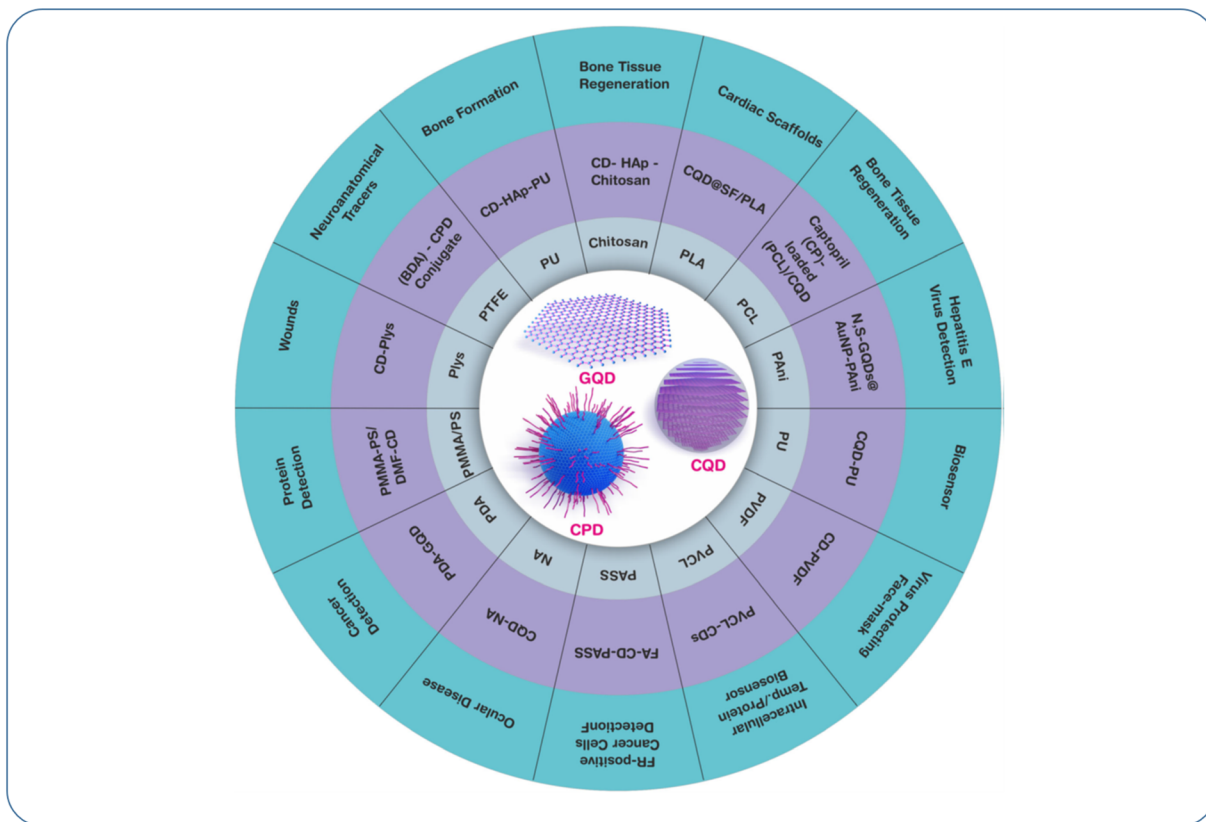 Bone Tissue
Regeneration
Cardiac Scaffolds
Bone Tissue
Regeneration
Hepatitis E
Virus Detection
Biosensor
Virus Protecting
Face-mask
Intracellular
Temp./Protein
Biosensor
FR-positive
Cancer Cells
DetectionF
Ocular Disease
Cancer
Detection
Protein
Detection
Wounds
Neuroanatomical
Tracers
Bone Formation
CD- HAp -
Chitosan
CQD@SF/PLA
Captopril
(CP)-
loaded
(PCL)/CQD
N,S-GQDs@
AuNP-PAni
CQD-PU
CD-PVDF
PVCL-CDs
FA-CD-PASS
CQD-NA
PDA-GQD
PMMA-PS/
DMF-CD
CD-Plys
(BDA) - CPD
Conjugate
CD-HAp-PU
Chitosan
PLA
PCL
PAni
PU
PVDF
PVCL
PASS
NA
PDA
PMMA/PS
Plys
PTFE
PU
GQD
CQD
CPD